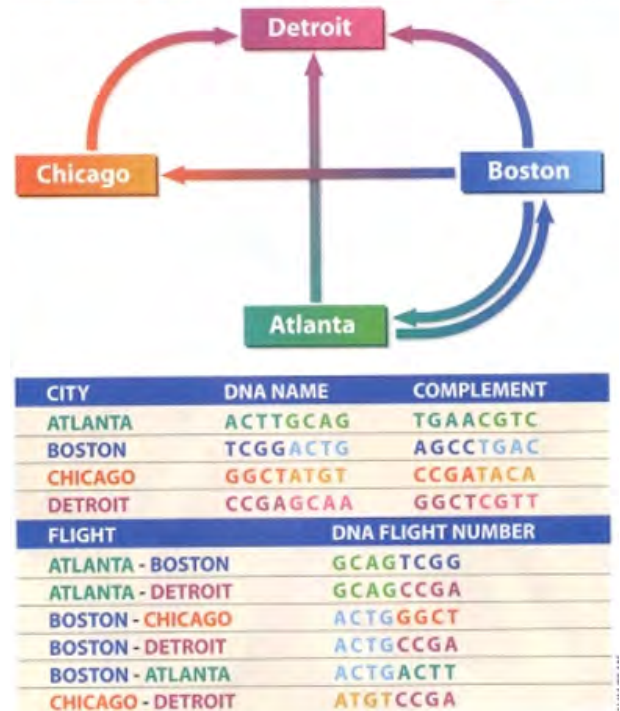 Detroit
Chicago
Boston
Atlanta
CITY DNA NAME COMPLEMENT
ATLANTA ACTTGCAG TGAACGTC
BOSTON TCGGACTG AGCCTGAC
CHICAGO GGCTATGT CCGATACA
DETROIT CCGAGCAA GGCTCGTT
FLIGHT DNA FLIGHT NUMBER
ATLANTA - BOSTON GCAGTCGG
ATLANTA - DETROIT GCAGCCGA
BOSTON - CHICAGO ACTGGGCT
BOSTON - DETROIT ACTGCCGA
BOSTON - ATLANTA ACTGACTT
CHICAGO - DETROIT ATGTCCGA